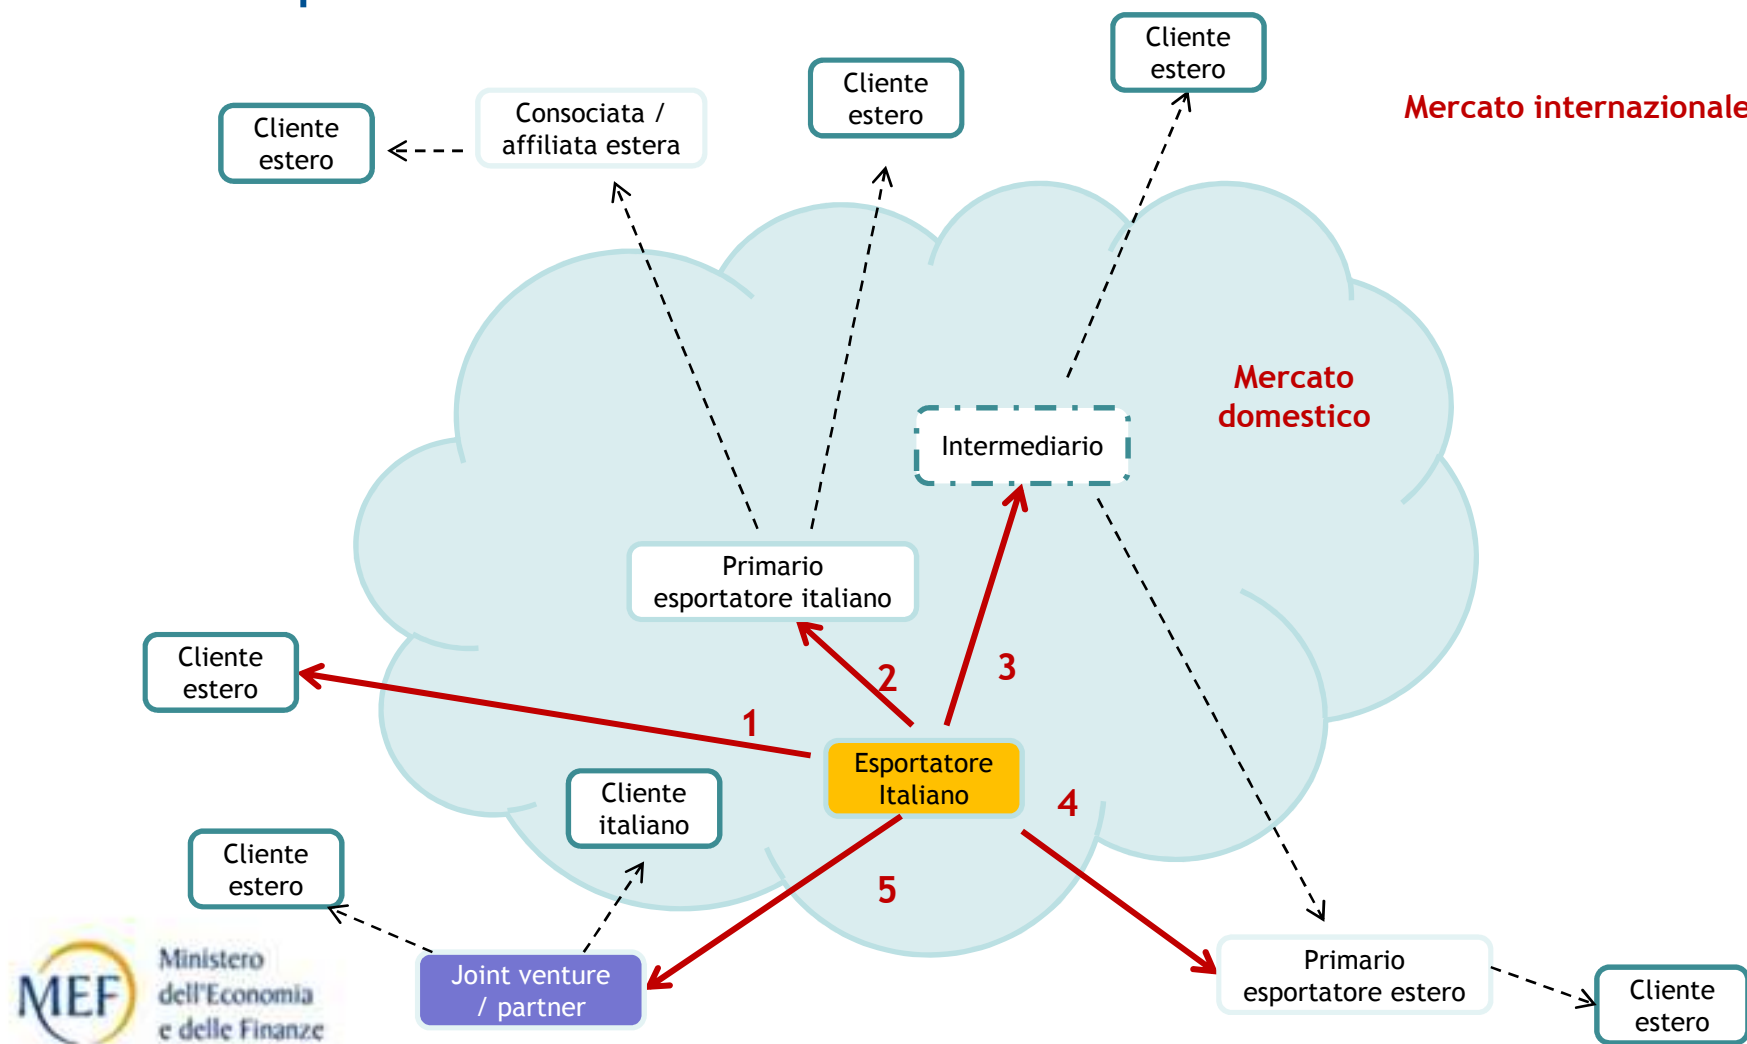 Cliente
estero
Cliente
estero
Mercato internazionale
Consociata /
affiliata estera
Cliente
estero
Mercato
domestico
Intermediario
Primario
esportatore italiano
Cliente
estero
2
3
1
Esportatore
Italiano
Cliente
italiano
4
Cliente
estero
5
Joint venture
/ partner
Primario
esportatore estero
Cliente
estero
MEF
Ministero
dell'Economia
e delle Finanze